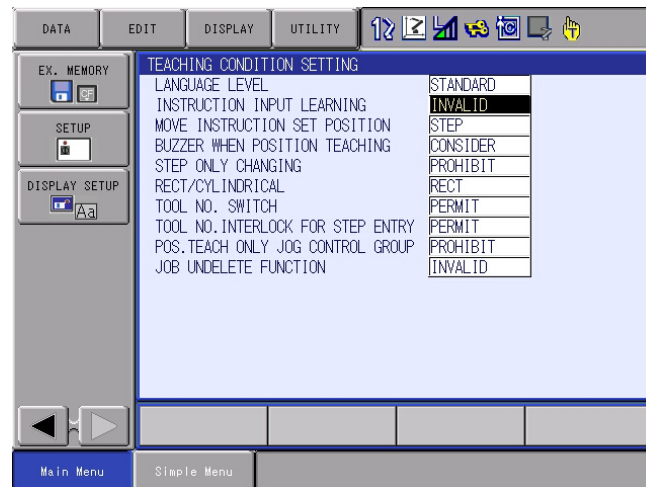 DATA EDIT DISPLAY UTILITY
EX. MEMORY
CF
SETUP
DISPLAY SETUP
Aa
TEACHING CONDITION SETTING
LANGUAGE LEVEL STANDARD
INSTRUCTION INPUT LEARNING INVALID
MOVE INSTRUCTION SET POSITION STEP
BUZZER WHEN POSITION TEACHING CONSIDER
STEP ONLY CHANGING PROHIBIT
RECT/CYLINDRICAL RECT
TOOL NO. SWITCH PERMIT
TOOL NO.INTERLOCK FOR STEP ENTRY PERMIT
POS.TEACH ONLY JOG CONTROL GROUP PROHIBIT
JOB UNDELETE FUNCTION INVALID
Main Menu Simple Menu